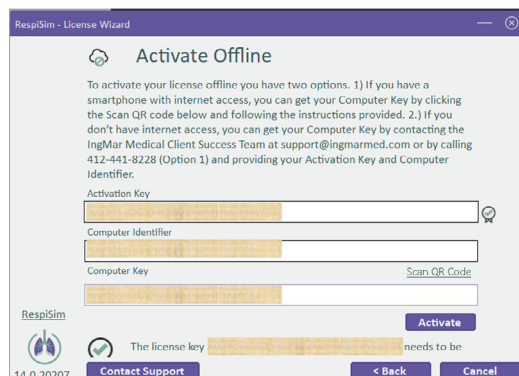 RespiSim - License Wizard
Activate Offline
To activate your license offline you have two options. 1) If you have a
smartphone with internet access, you can get your Computer Key by clicking
the Scan QR code below and following the instructions provided. 2.) If you
don't have internet access, you can get your Computer Key by contacting the
IngMar Medical Client Success Team at support@ingmarmed.com or by calling
412-441-8228 (Option 1) and providing your Activation Key and Computer
Identifier.
Activation Key
Computer Identifier
Computer Key Scan QR Code
RespiSim
Activate
The license key needs to be
14.0.20207
Contact Support < Back Cancel